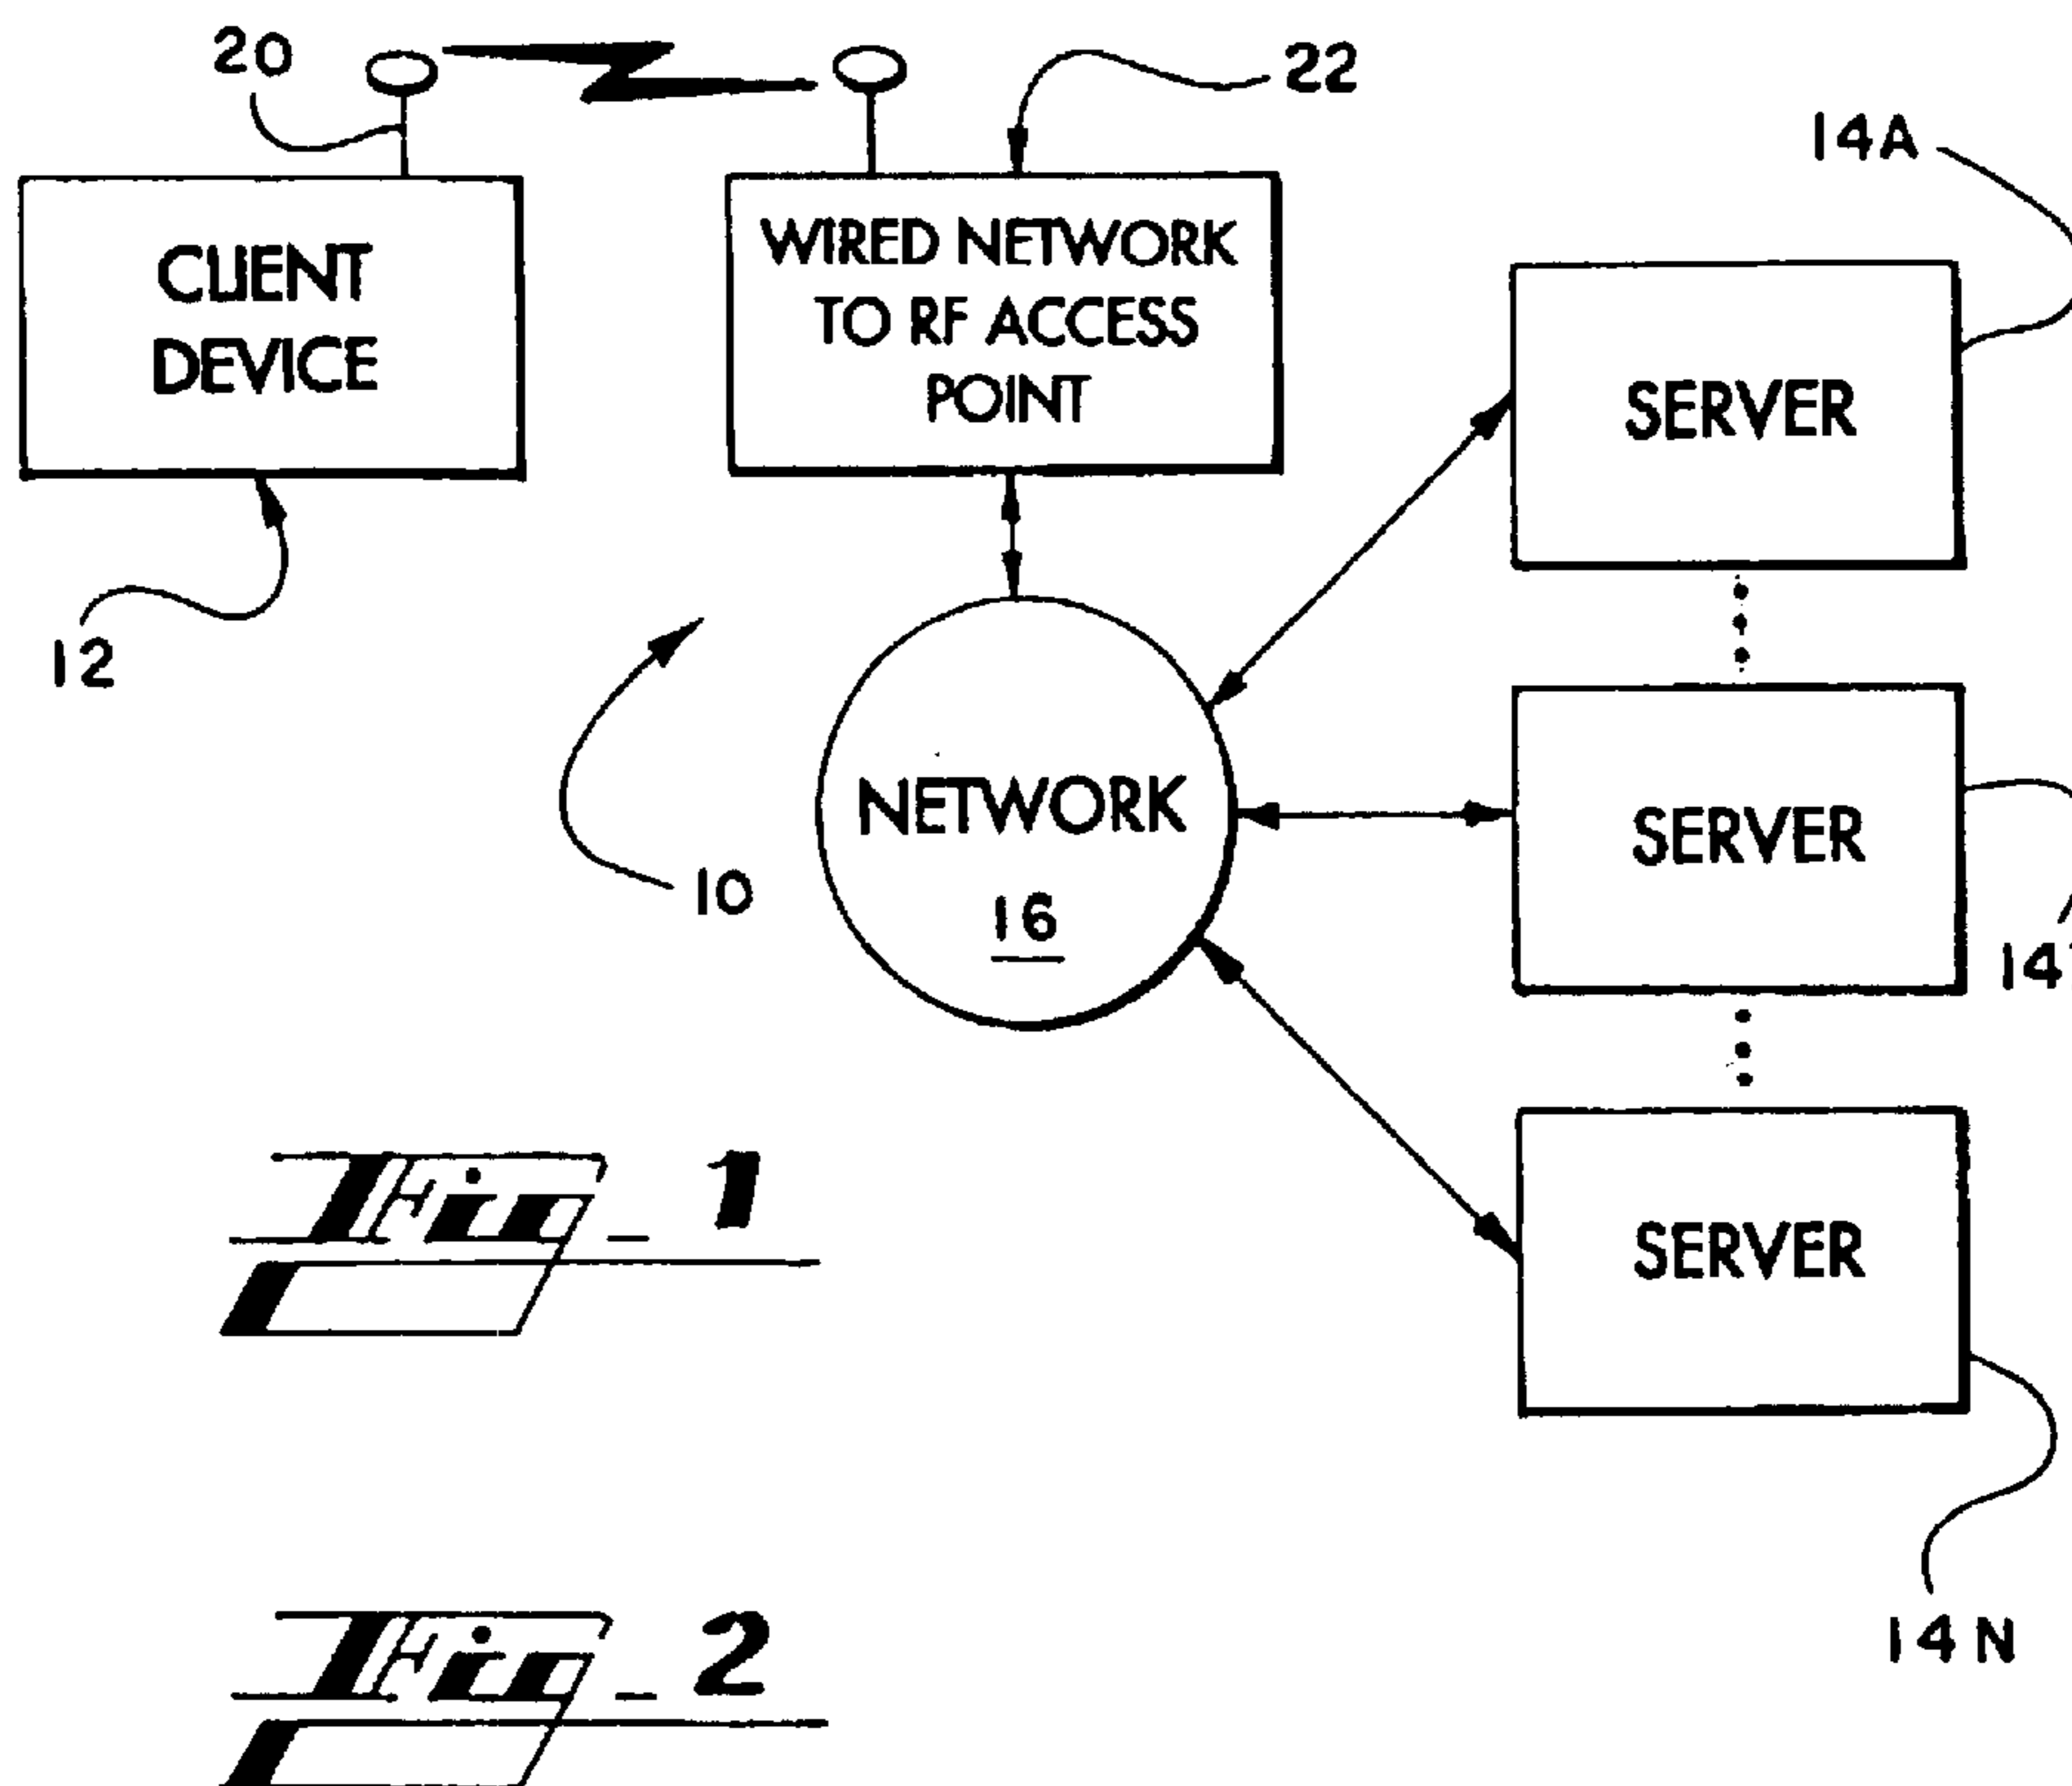 20
22
14A
CLIENT
DEVICE
WIRED NETWORK
TO RF ACCESS
POINT
SERVER
12
NETWORK
16
10
SERVER
14
Fig_1
SERVER
14N
Fig_2